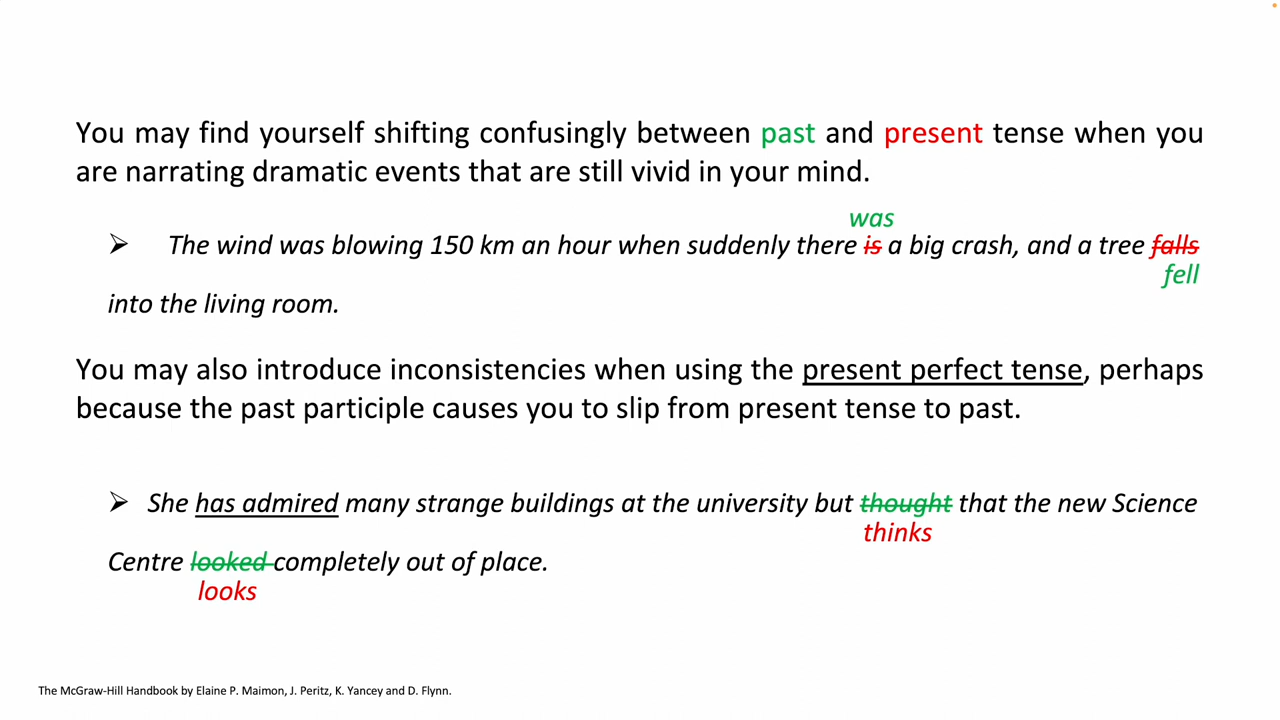 You may find yourself shifting confusingly between past and present tense when you
are narrating dramatic events that are still vivid in your mind.
was
➢ The wind was blowing 150 km an hour when suddenly there is a big crash, and a tree falls
fell
into the living room.
You may also introduce inconsistencies when using the present perfect tense, perhaps
because the past participle causes you to slip from present tense to past.
➢ She has admired many strange buildings at the university but thought that the new Science
thinks
Centre looked completely out of place.
looks
The McGraw-Hill Handbook by Elaine P. Maimon, J. Peritz, K. Yancey and D. Flynn.